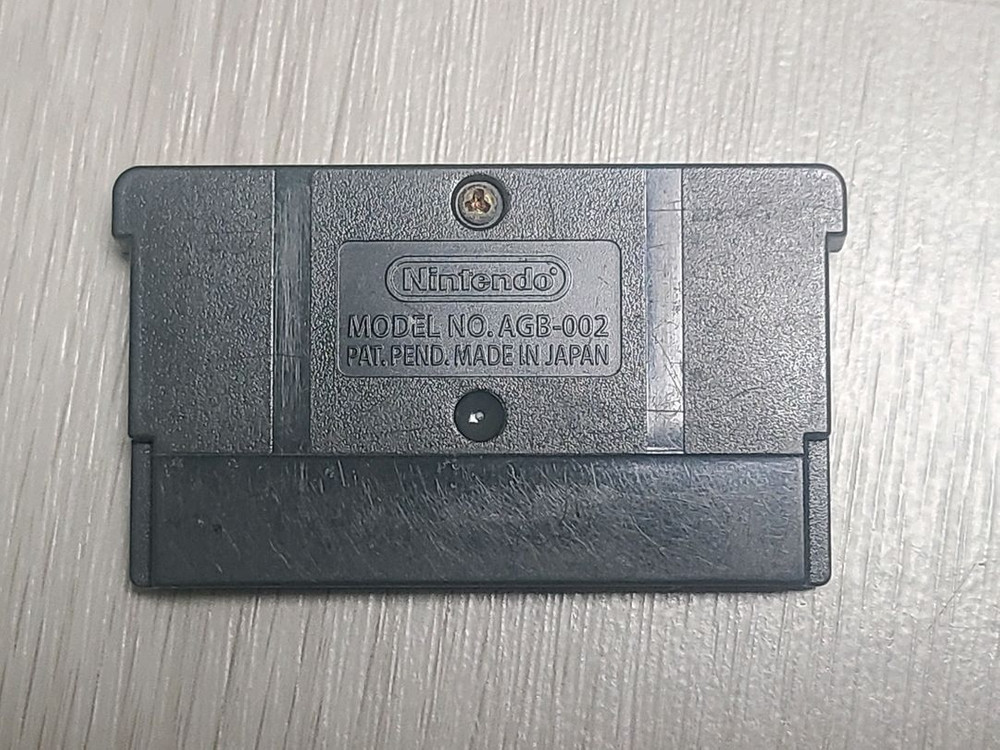 Nintendo®
MODEL NO. AGB-002
PAT. PEND. MADE IN JAPAN